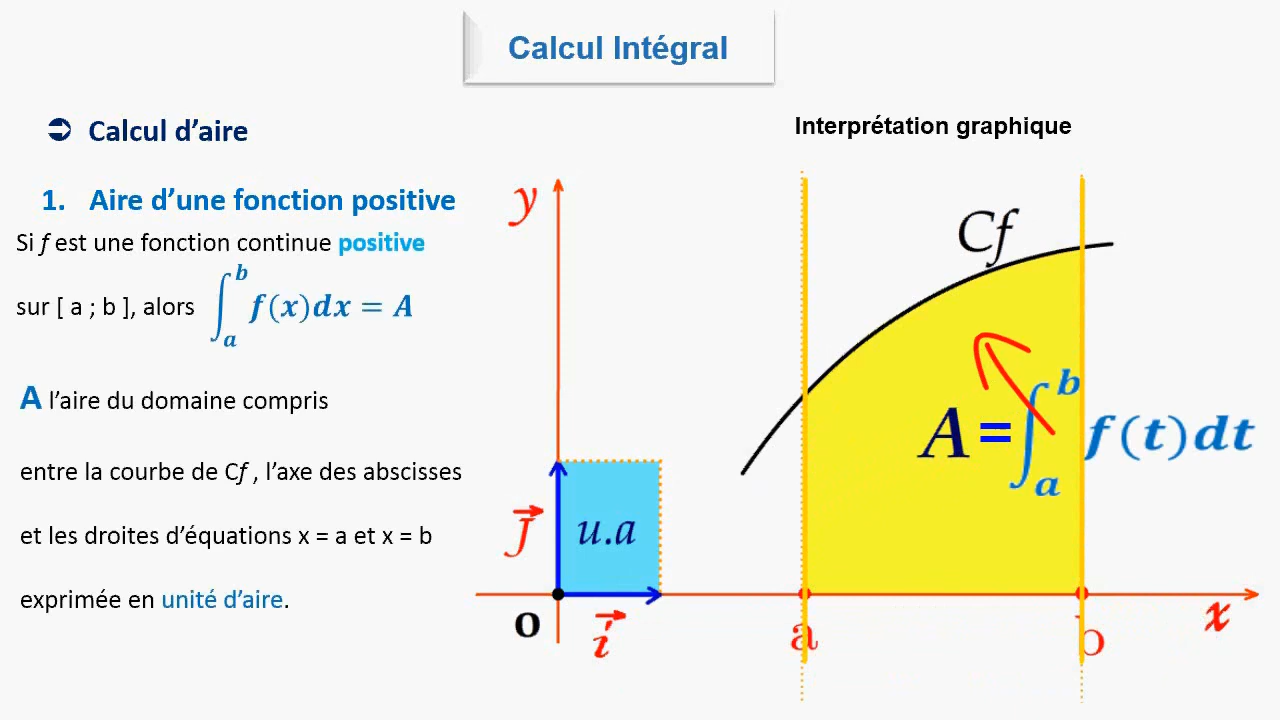 Calcul Intégral
➲ Calcul d’aire
1. Aire d’une fonction positive
Si f est une fonction continue positive
sur [ a ; b ], alors ∫_a^b f(x)dx = A
A l’aire du domaine compris
entre la courbe de Cf , l’axe des abscisses
et les droites d’équations x = a et x = b
exprimée en unité d’aire.
Interprétation graphique
y
Cf
A = ∫_a^b f(t)dt
J⃗
u.a
O
i⃗
a
b
x